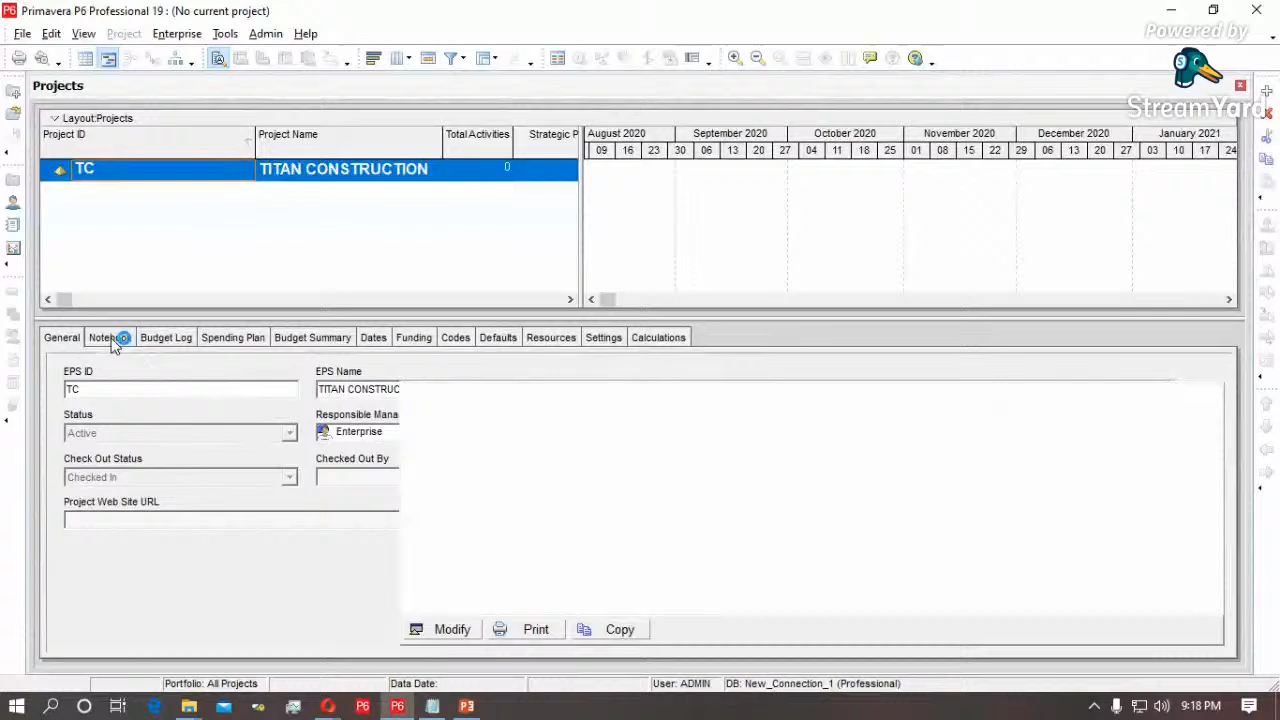 P6 Primavera P6 Professional 19 : (No current project)
File Edit View Project Enterprise Tools Admin Help
Powered by
StreamYard
Projects
Layout:Projects
Project ID Project Name Total Activities Strategic P
August 2020 September 2020 October 2020 November 2020 December 2020 January 2021
09 16 23 30 06 13 20 27 04 11 18 25 01 08 15 22 29 06 13 20 27 03 10 17 24
TC TITAN CONSTRUCTION 0
General Notebook Budget Log Spending Plan Budget Summary Dates Funding Codes Defaults Resources Settings Calculations
EPS ID EPS Name
TC TITAN CONSTRUC
Status Responsible Mana
Active Enterprise
Check Out Status Checked Out By
Checked In
Project Web Site URL
Modify Print Copy
Portfolio: All Projects Data Date: User: ADMIN DB: New_Connection_1 (Professional)
P6 P6 9:18 PM